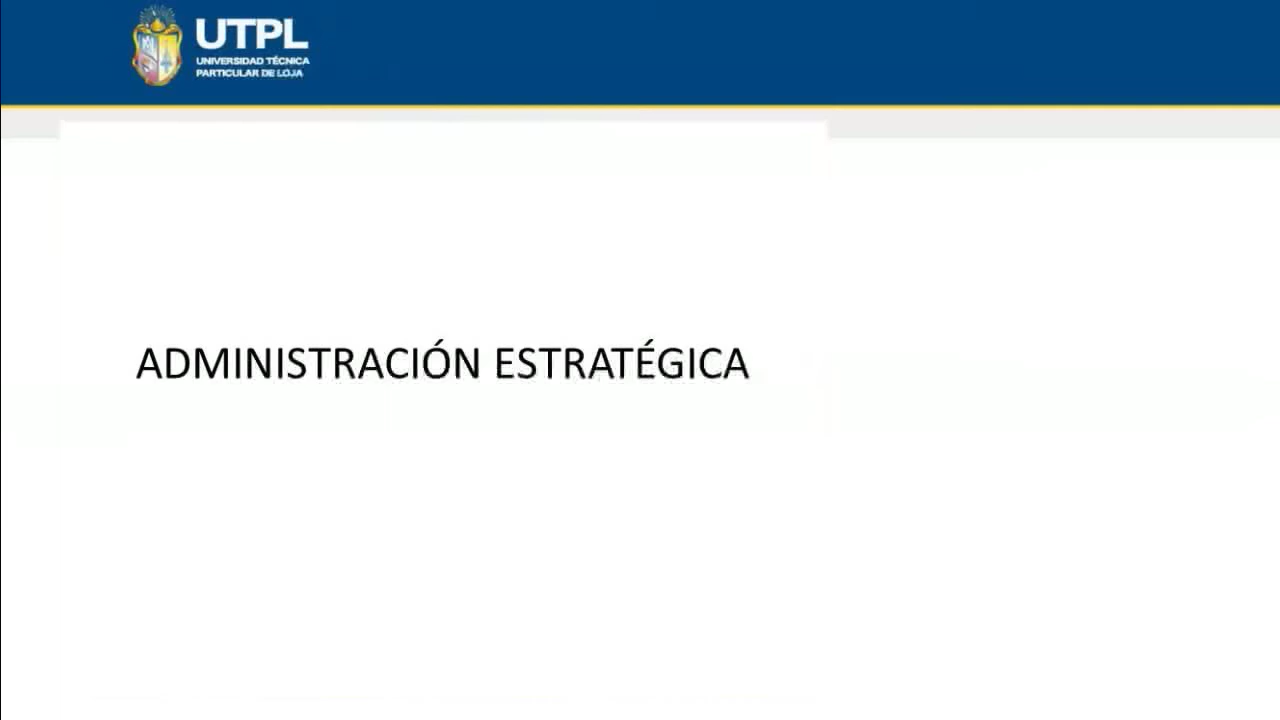 UTPL
UNIVERSIDAD TÉCNICA
PARTICULAR DE LOJA
ADMINISTRACIÓN ESTRATÉGICA